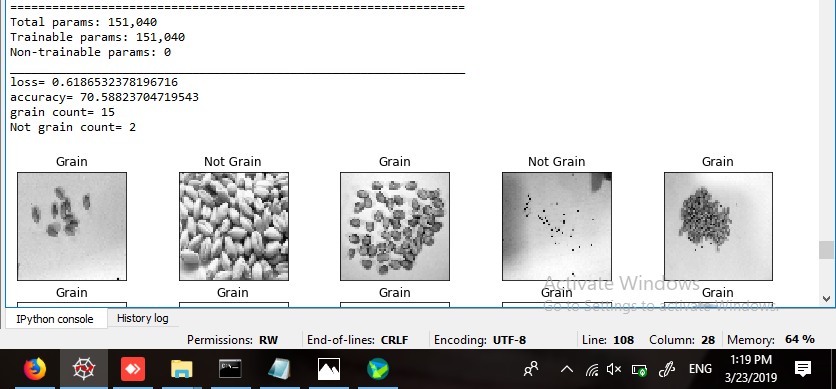 Total params: 151,040
Trainable params: 151,040
Non-trainable params: 0
loss= 0.6186532378196716
accuracy= 70.58823704719543
grain count= 15
Not grain count= 2
Grain Not Grain Grain Not Grain Grain
Activate Windows
Grain Grain Grain Grain Grain
Go to Settings to activate Windows.
IPython console History log
Permissions: RW End-of-lines: CRLF Encoding: UTF-8 Line: 108 Column: 28 Memory: 64 %
ENG 1:19 PM
3/23/2019